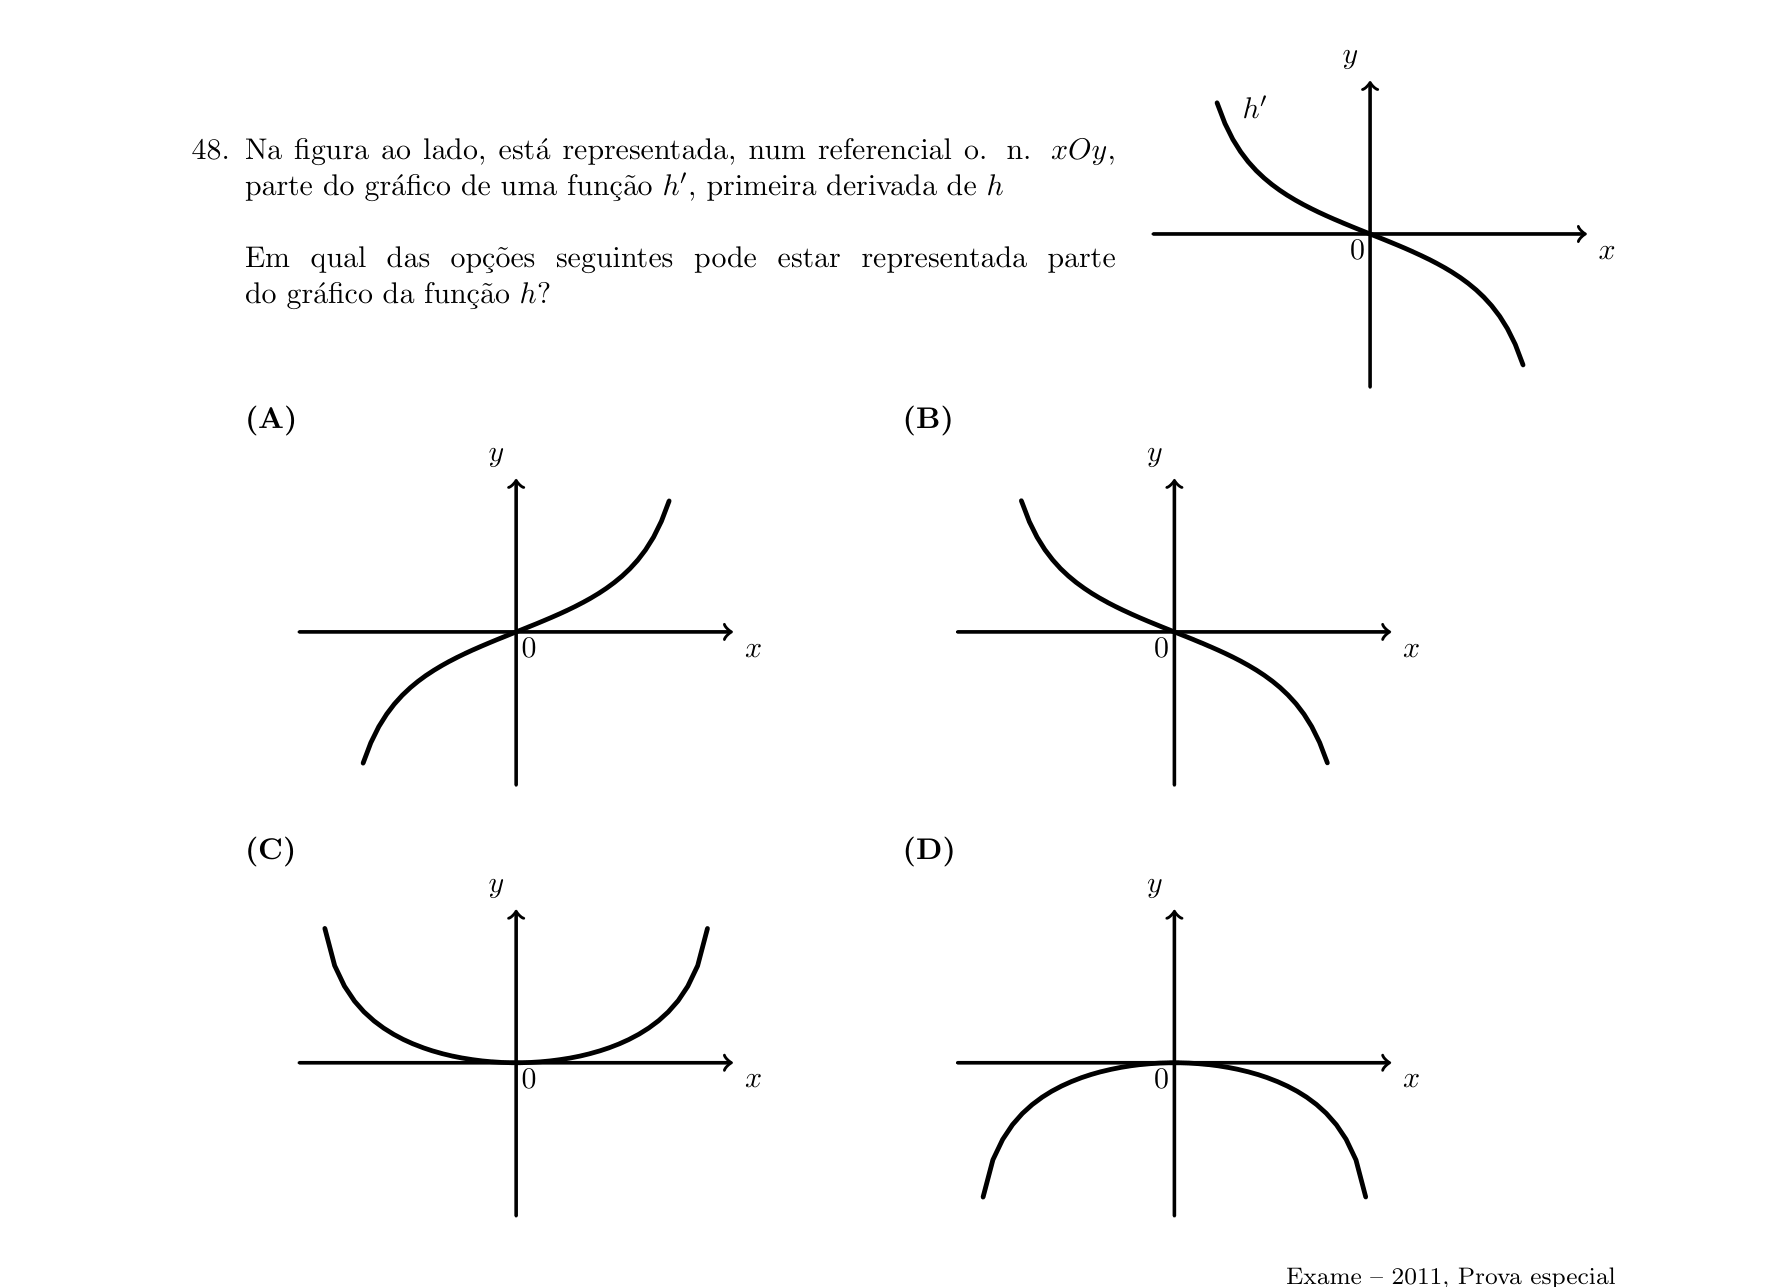 y
h′
48. Na figura ao lado, está representada, num referencial o. n. xOy,
parte do gráfico de uma função h′, primeira derivada de h
0
x
Em qual das opções seguintes pode estar representada parte
do gráfico da função h?
(A)
(B)
y
y
0
x
0
x
(C)
(D)
y
y
0
x
0
x
Exame – 2011, Prova especial